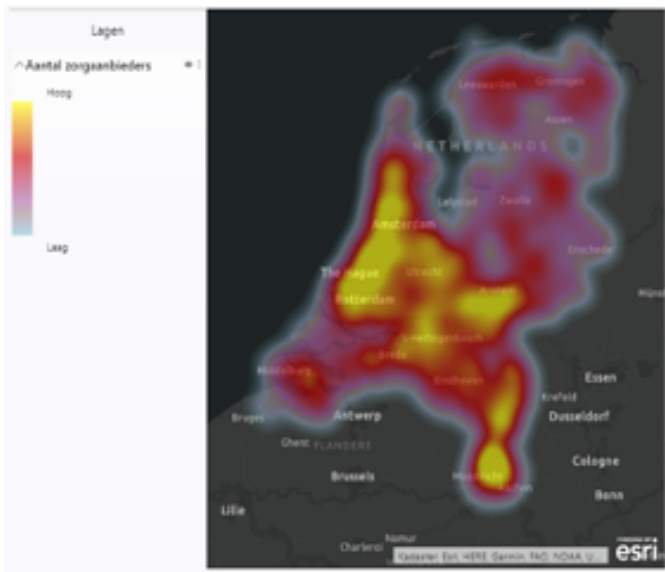 Lagen
Aantal zorgaanbieders
Hoog
Laag
Leeuwarden
Groningen
Assen
NETHERLANDS
Lelystad
Zwolle
Amsterdam
Enschede
The Hague
Utrecht
Rotterdam
Arnhem
's-Hertogenbosch
Breda
Middelburg
Eindhoven
Essen
Krefeld
Bruges
Antwerp
Dusseldorf
Ghent
FLANDERS
Cologne
Brussels
Maastricht
Bonn
Lille
Namur
Charleroi
Kadaster, Esri, HERE, Garmin, FAO, NOAA, U...
esri